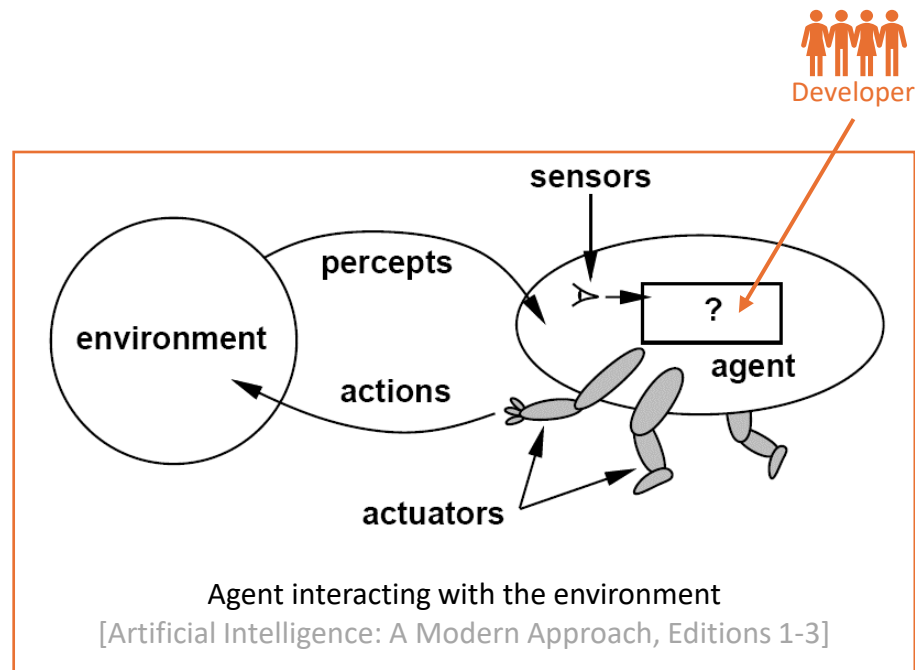 Developer
sensors
percepts
environment
?
agent
actions
actuators
Agent interacting with the environment
[Artificial Intelligence: A Modern Approach, Editions 1-3]